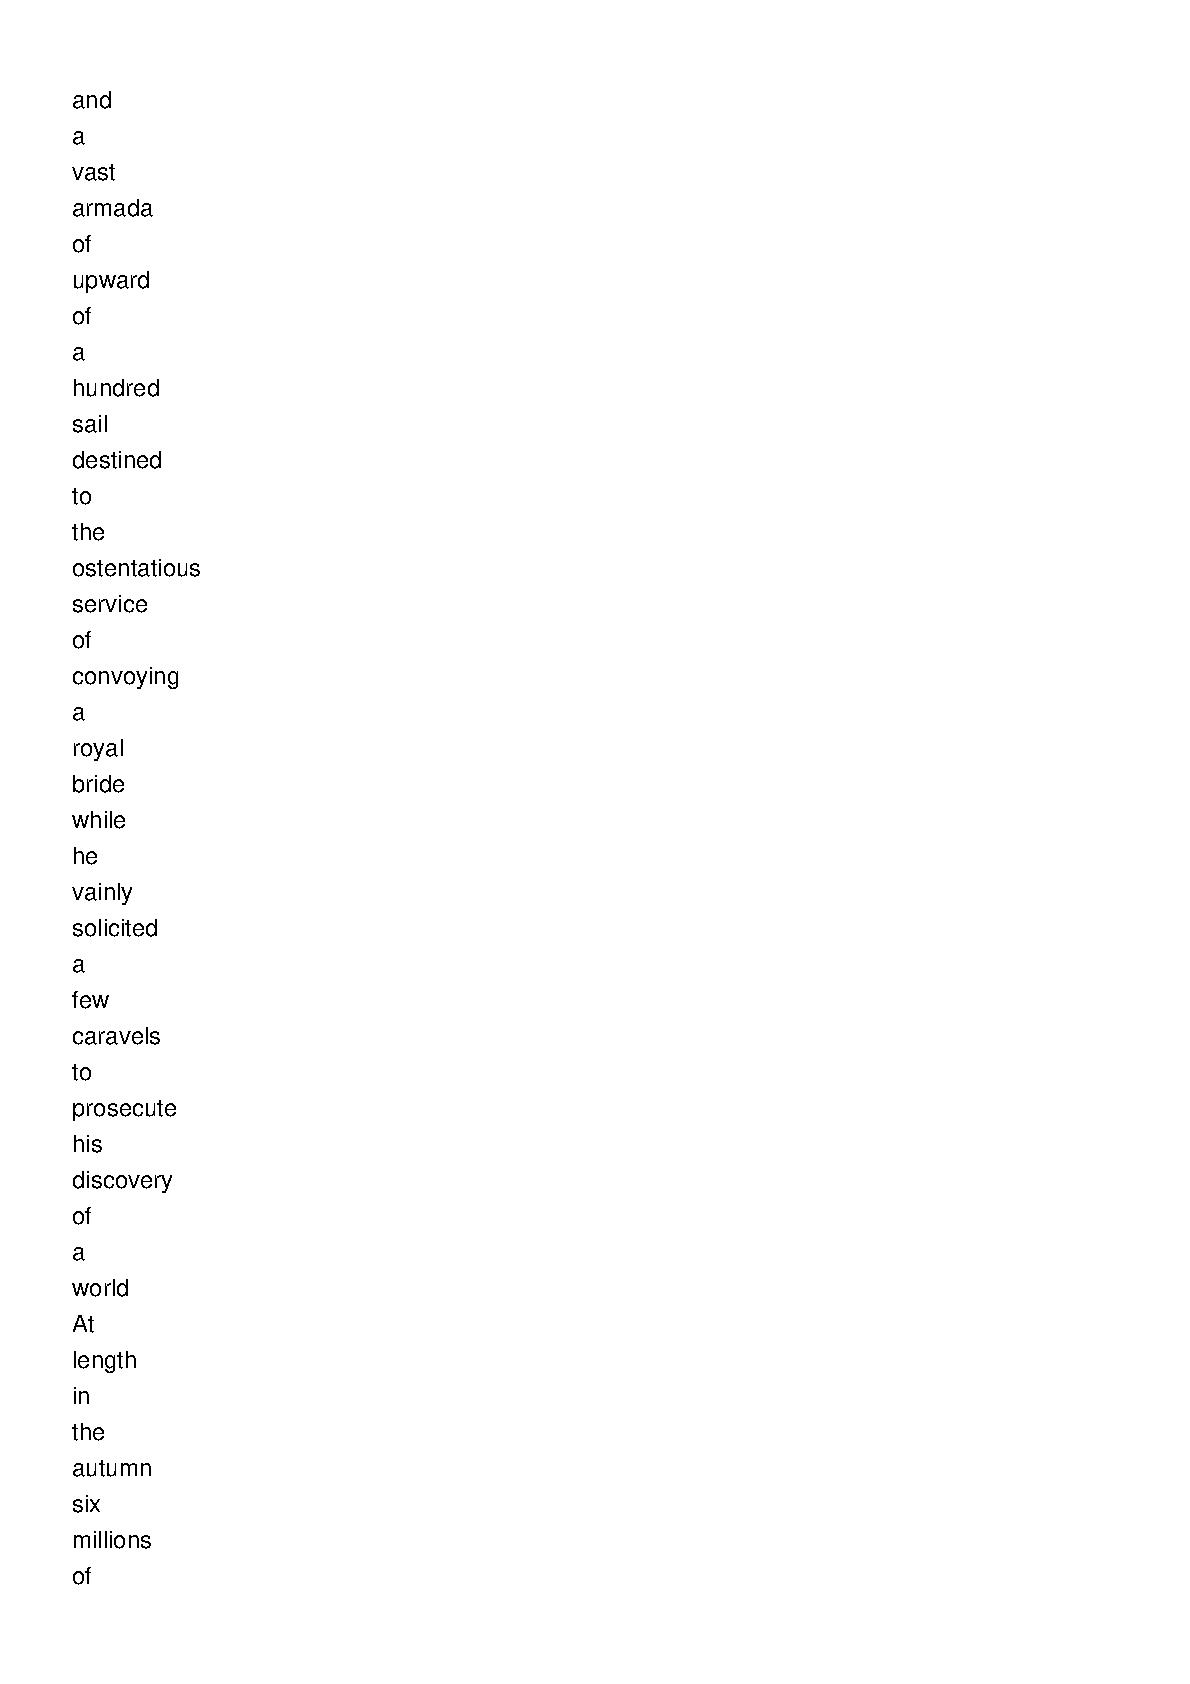 and
a
vast
armada
of
upward
of
a
hundred
sail
destined
to
the
ostentatious
service
of
convoying
a
royal
bride
while
he
vainly
solicited
a
few
caravels
to
prosecute
his
discovery
of
a
world
At
length
in
the
autumn
six
millions
of